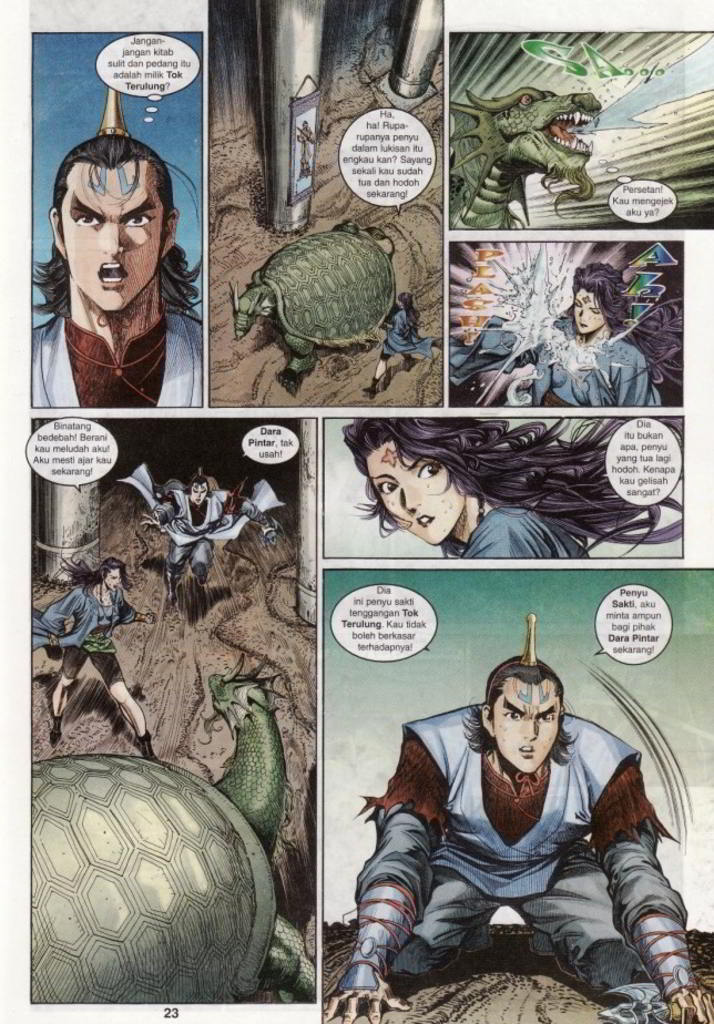 Jangan-
jangan kitab
sulit dan pedang itu
adalah milik Tok
Terulung?
Ha,
ha! Rupa-
rupanya penyu
dalam lukisan itu
engkau kan? Sayang
sekali kau sudah
tua dan hodoh
sekarang!
Persetan!
Kau mengejek
aku ya?
PLACH!
AH!
Binatang
bedebah! Berani
kau meludah aku!
Aku mesti ajar kau
sekarang!
Dara
Pintar, tak
usah!
Dia
itu bukan
apa, penyu
yang tua lagi
hodoh. Kenapa
kau gelisah
sangat?
Dia
ini penyu sakti
tenggangan Tok
Terulung. Kau tidak
boleh berkasar
terhadapnya!
Penyu
Sakti, aku
minta ampun
bagi pihak
Dara Pintar
sekarang!
23